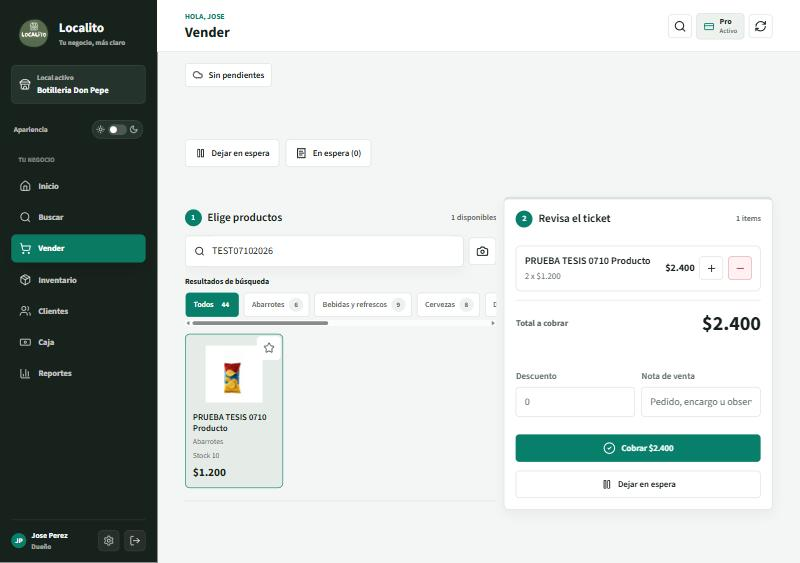 LOCALITO
Localito
Tu negocio, más claro
Local activo
Botillería Don Pepe
Apariencia
TU NEGOCIO
Inicio
Buscar
Vender
Inventario
Clientes
Caja
Reportes
JP
Jose Perez
Dueño
HOLA, JOSE
Vender
Pro
Activo
Sin pendientes
Dejar en espera
En espera (0)
1 Elige productos
1 disponibles
TEST07102026
Resultados de búsqueda
Todos 44
Abarrotes 6
Bebidas y refrescos 9
Cervezas 8
D
PRUEBA TESIS 0710
Producto
Abarrotes
Stock 10
$1.200
2 Revisa el ticket
1 items
PRUEBA TESIS 0710 Producto
2 x $1.200
$2.400
Total a cobrar
$2.400
Descuento
Nota de venta
0
Pedido, encargo u obser
Cobrar $2.400
Dejar en espera